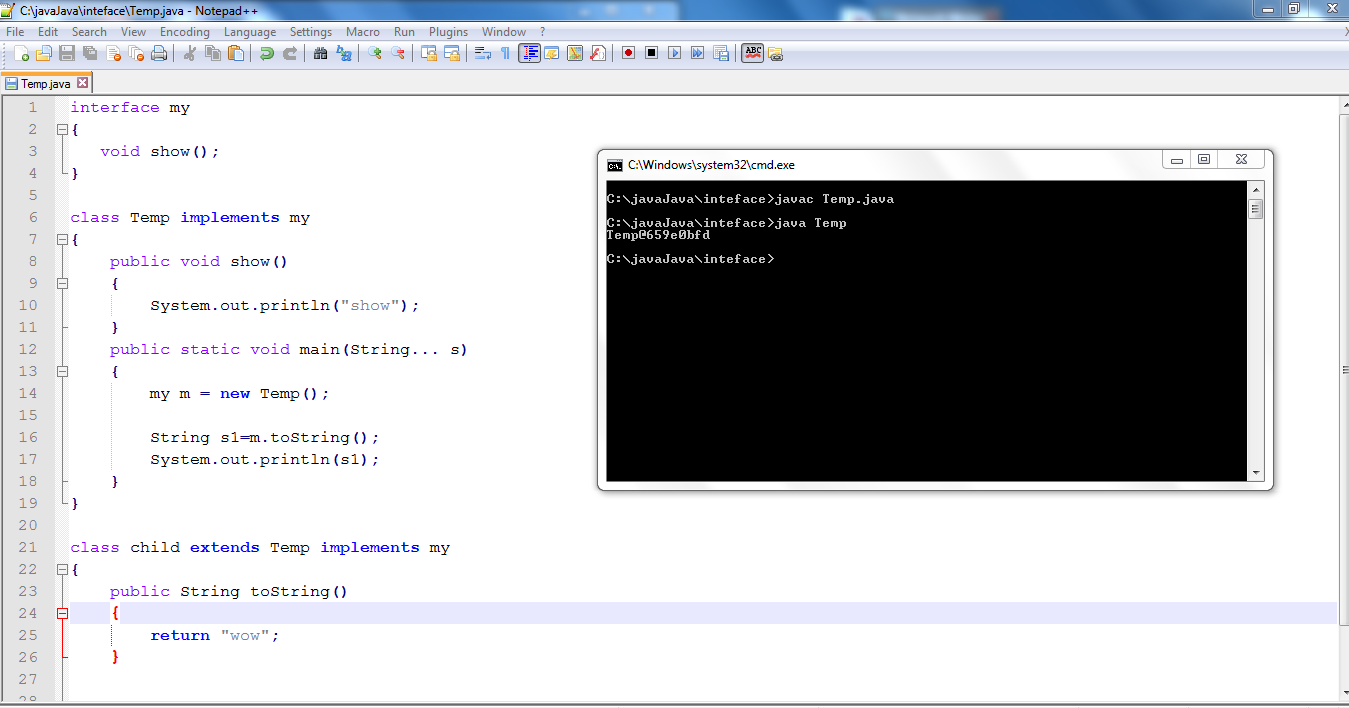 C:\javaJava\inteface\Temp.java - Notepad++
File Edit Search View Encoding Language Settings Macro Run Plugins Window ?
ABC
Temp.java
1 interface my
2 {
3 void show();
4 }
5
6 class Temp implements my
7 {
8 public void show()
9 {
10 System.out.println("show");
11 }
12 public static void main(String... s)
13 {
14 my m = new Temp();
15
16 String s1=m.toString();
17 System.out.println(s1);
18 }
19 }
20
21 class child extends Temp implements my
22 {
23 public String toString()
24 {
25 return "wow";
26 }
27
28
C:\Windows\system32\cmd.exe
C:\javaJava\inteface>javac Temp.java
C:\javaJava\inteface>java Temp
Temp@659e0bfd
C:\javaJava\inteface>